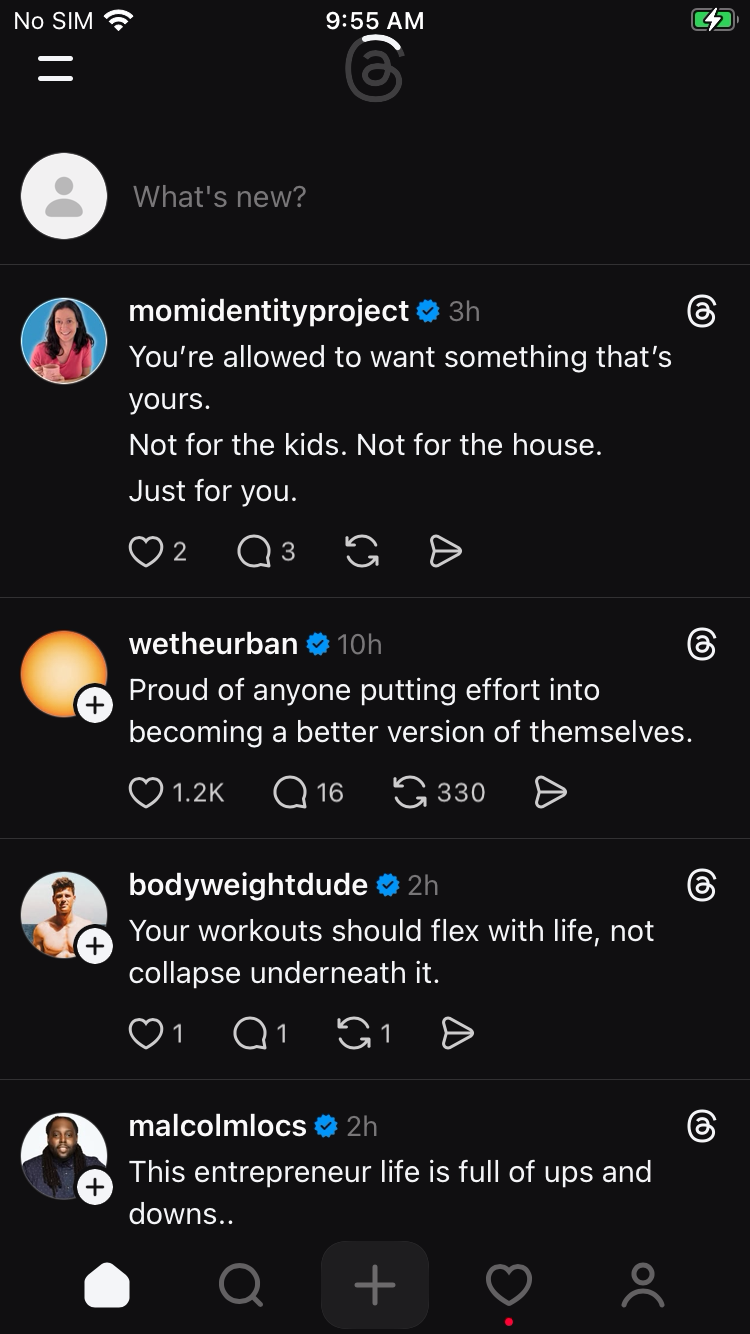 No SIM 9:55 AM
What's new?
momidentityproject 3h
You’re allowed to want something that’s
yours.
Not for the kids. Not for the house.
Just for you.
2 3
wetheurban 10h
Proud of anyone putting effort into
becoming a better version of themselves.
1.2K 16 330
bodyweightdude 2h
Your workouts should flex with life, not
collapse underneath it.
1 1 1
malcolmlocs 2h
This entrepreneur life is full of ups and
downs..